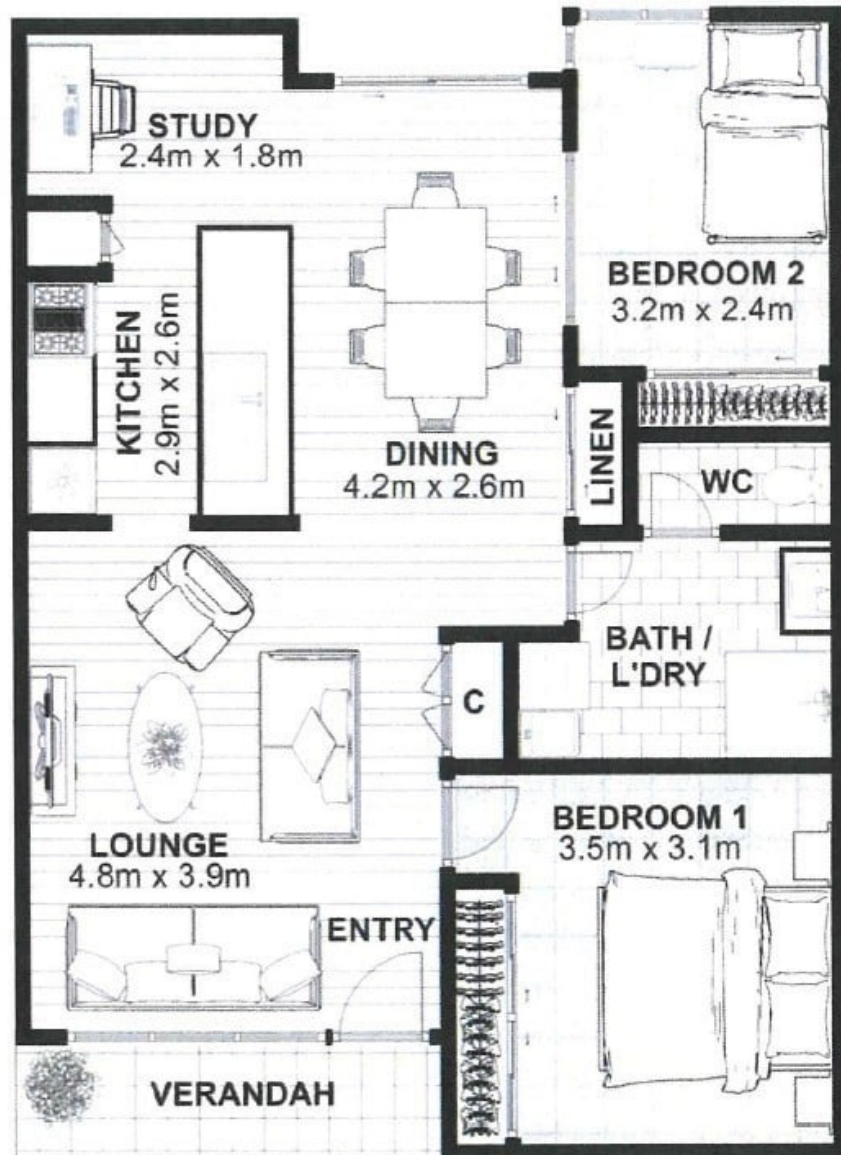 STUDY
2.4m x 1.8m
BEDROOM 2
3.2m x 2.4m
KITCHEN
2.9m x 2.6m
DINING
4.2m x 2.6m
LINEN
WC
BATH /
L'DRY
C
BEDROOM 1
3.5m x 3.1m
LOUNGE
4.8m x 3.9m
ENTRY
VERANDAH